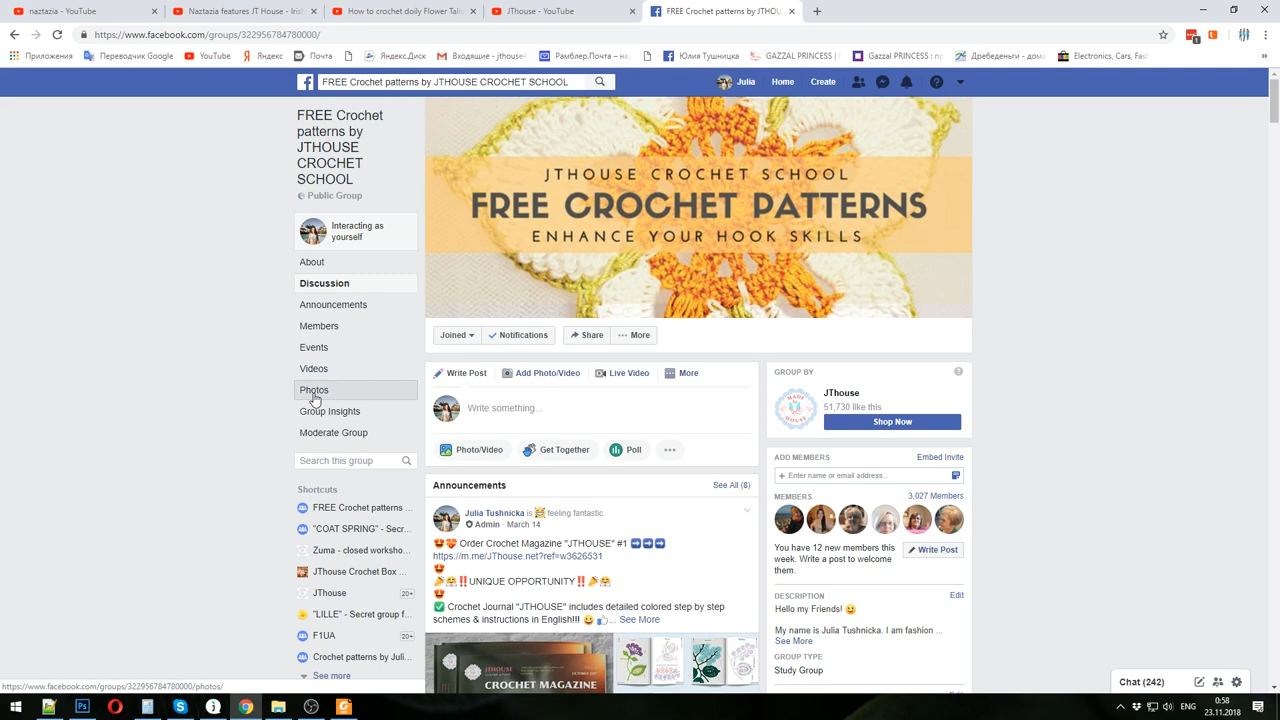 naztazia - YouTube
Naztazia features JT House - Irish
How to crochet doily Flower Tali
JThouse - YouTube
FREE Crochet patterns by JTHOU
https://www.facebook.com/groups/322956784780000/
1
Приложения
Переводчик Google
YouTube
Яндекс
Почта
Яндекс.Диск
Входящие - jthouse4
Рамблер.Почта – на
Юлия Тушницка
GAZZAL PRINCESS | 
Gazzal PRINCESS : пр
Дребеденьги - дома
Electronics, Cars, Fas
FREE Crochet patterns by JTHOUSE CROCHET SCHOOL
Julia
Home
Create
FREE Crochet
patterns by
JTHOUSE
CROCHET
SCHOOL
Public Group
Interacting as
yourself
About
Discussion
Announcements
Members
Events
Videos
Photos
Group Insights
Moderate Group
Search this group
Shortcuts
FREE Crochet patterns ...
"COAT SPRING" - Secr...
Zuma - closed worksho...
JThouse Crochet Box ...
JThouse 20+
"LILLE" - Secret group f...
F1UA 20+
Crochet patterns by Juli...
See more
JTHOUSE CROCHET SCHOOL
FREE CROCHET PATTERNS
ENHANCE YOUR HOOK SKILLS
Joined
Notifications
Share
More
Write Post
Add Photo/Video
Live Video
More
Write something...
Photo/Video
Get Together
Poll
Announcements
See All (8)
Julia Tushnicka is 🤗 feeling fantastic.
Admin · March 14
🤩💝 Order Crochet Magazine "JTHOUSE" #1 ➡➡➡
https://m.me/JThouse.net?ref=w3626531
🤩
🎉🤗‼UNIQUE OPPORTUNITY‼🎉🤗
🤩
✅ Crochet Journal "JTHOUSE" includes detailed colored step by step
schemes & instructions in English!!! 😀 👍... See More
JTHOUSE
CROCHET MAGAZINE
GROUP BY
JThouse
51,730 like this
Shop Now
ADD MEMBERS
Embed Invite
+ Enter name or email address...
MEMBERS
3,027 Members
You have 12 new members this
week. Write a post to welcome
them.
Write Post
DESCRIPTION
Edit
Hello my Friends! 😀
My name is Julia Tushnicka. I am fashion ...
See More
GROUP TYPE
Study Group
Chat (242)
https://www.facebook.com/groups/322956784780000/photos/
ENG
0:58
23.11.2018